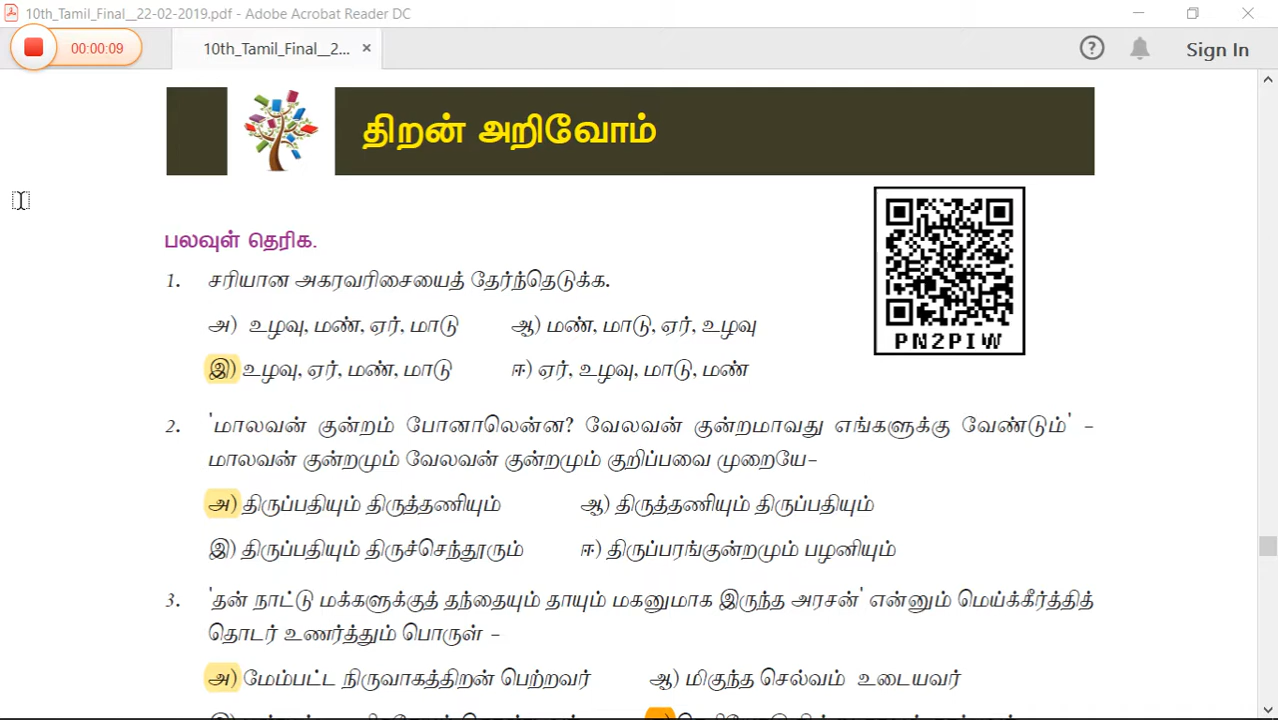 10th_Tamil_Final__22-02-2019.pdf - Adobe Acrobat Reader DC
00:00:09
10th_Tamil_Final__2... ×
Sign In
திறன் அறிவோம்
பலவுள் தெரிக.
1. சரியான அகரவரிசையைத் தேர்ந்தெடுக்க.
அ) உழவு, மண், ஏர், மாடு ஆ) மண், மாடு, ஏர், உழவு
இ) உழவு, ஏர், மண், மாடு ஈ) ஏர், உழவு, மாடு, மண்
PN2PIW
2. 'மாலவன் குன்றம் போனாலென்ன? வேலவன் குன்றமாவது எங்களுக்கு வேண்டும்' -
மாலவன் குன்றமும் வேலவன் குன்றமும் குறிப்பவை முறையே-
அ) திருப்பதியும் திருத்தணியும் ஆ) திருத்தணியும் திருப்பதியும்
இ) திருப்பதியும் திருச்செந்தூரும் ஈ) திருப்பரங்குன்றமும் பழனியும்
3. 'தன் நாட்டு மக்களுக்குத் தந்தையும் தாயும் மகனுமாக இருந்த அரசன்' என்னும் மெய்க்கீர்த்தித்
தொடர் உணர்த்தும் பொருள் -
அ) மேம்பட்ட நிருவாகத்திறன் பெற்றவர் ஆ) மிகுந்த செல்வம் உடையவர்